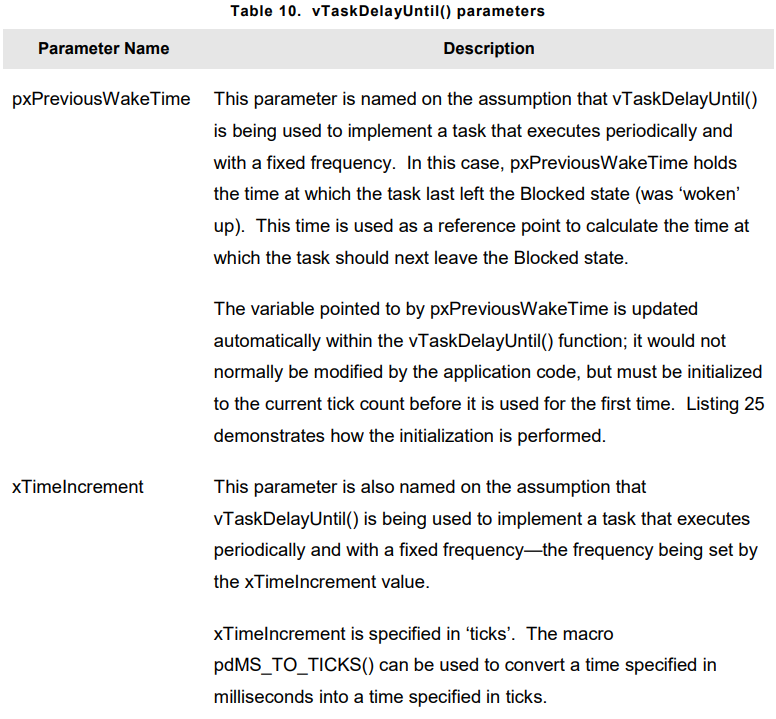 Table 10. vTaskDelayUntil() parameters
Parameter Name Description
pxPreviousWakeTime This parameter is named on the assumption that vTaskDelayUntil()
is being used to implement a task that executes periodically and
with a fixed frequency. In this case, pxPreviousWakeTime holds
the time at which the task last left the Blocked state (was ‘woken’
up). This time is used as a reference point to calculate the time at
which the task should next leave the Blocked state.
The variable pointed to by pxPreviousWakeTime is updated
automatically within the vTaskDelayUntil() function; it would not
normally be modified by the application code, but must be initialized
to the current tick count before it is used for the first time. Listing 25
demonstrates how the initialization is performed.
xTimeIncrement This parameter is also named on the assumption that
vTaskDelayUntil() is being used to implement a task that executes
periodically and with a fixed frequency—the frequency being set by
the xTimeIncrement value.
xTimeIncrement is specified in ‘ticks’. The macro
pdMS_TO_TICKS() can be used to convert a time specified in
milliseconds into a time specified in ticks.